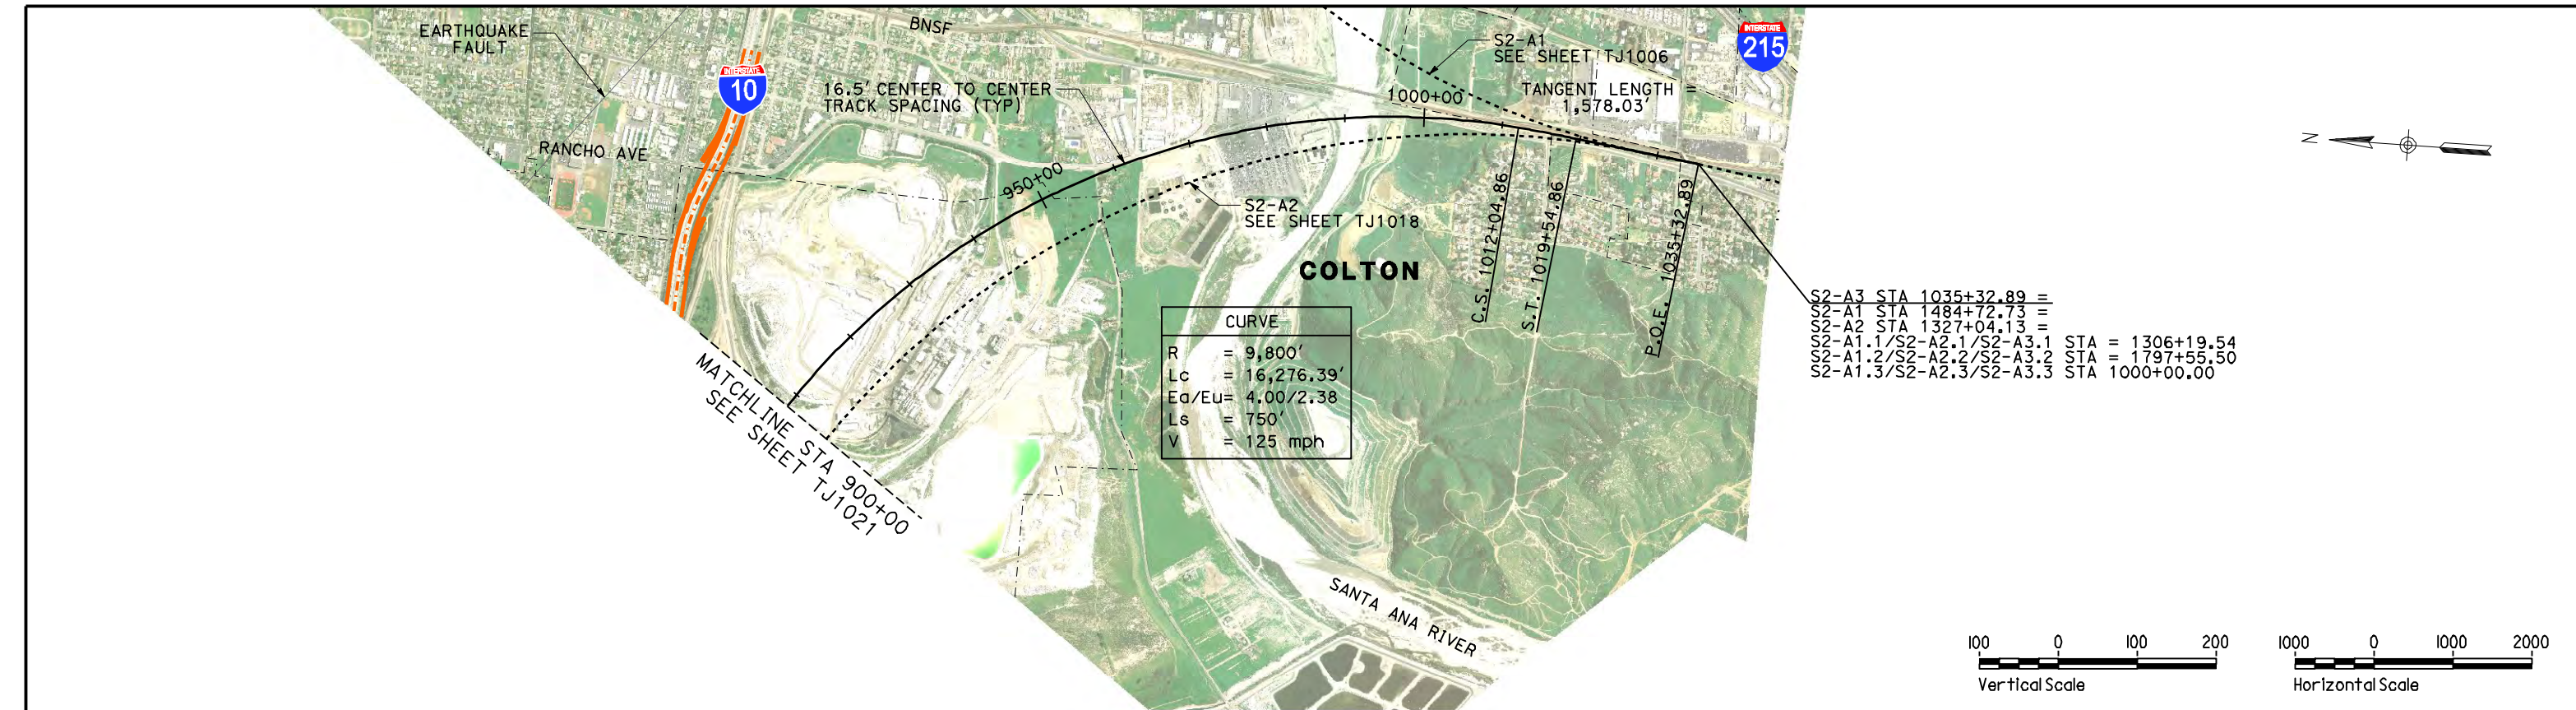 EARTHQUAKE
FAULT
BNSF
INTERSTATE
10
RANCHO AVE
16.5' CENTER TO CENTER
TRACK SPACING (TYP)
S2-A1
SEE SHEET TJ1006
INTERSTATE
215
1000+00
TANGENT LENGTH =
1,578.03'
950+00
S2-A2
SEE SHEET TJ1018
COLTON
C.S. 1012+04.86
S.T. 1019+54.86
P.O.E. 1035+32.89
N
S2-A3 STA 1035+32.89 =
S2-A1 STA 1484+72.73 =
S2-A2 STA 1327+04.13 =
S2-A1.1/S2-A2.1/S2-A3.1 STA = 1306+19.54
S2-A1.2/S2-A2.2/S2-A3.2 STA = 1797+55.50
S2-A1.3/S2-A2.3/S2-A3.3 STA 1000+00.00
CURVE
R = 9,800'
Lc = 16,276.39'
Ea/Eu= 4.00/2.38
Ls = 750'
V = 125 mph
MATCHLINE STA 900+00
SEE SHEET TJ1021
SANTA ANA RIVER
100 0 100 200
Vertical Scale
1000 0 1000 2000
Horizontal Scale